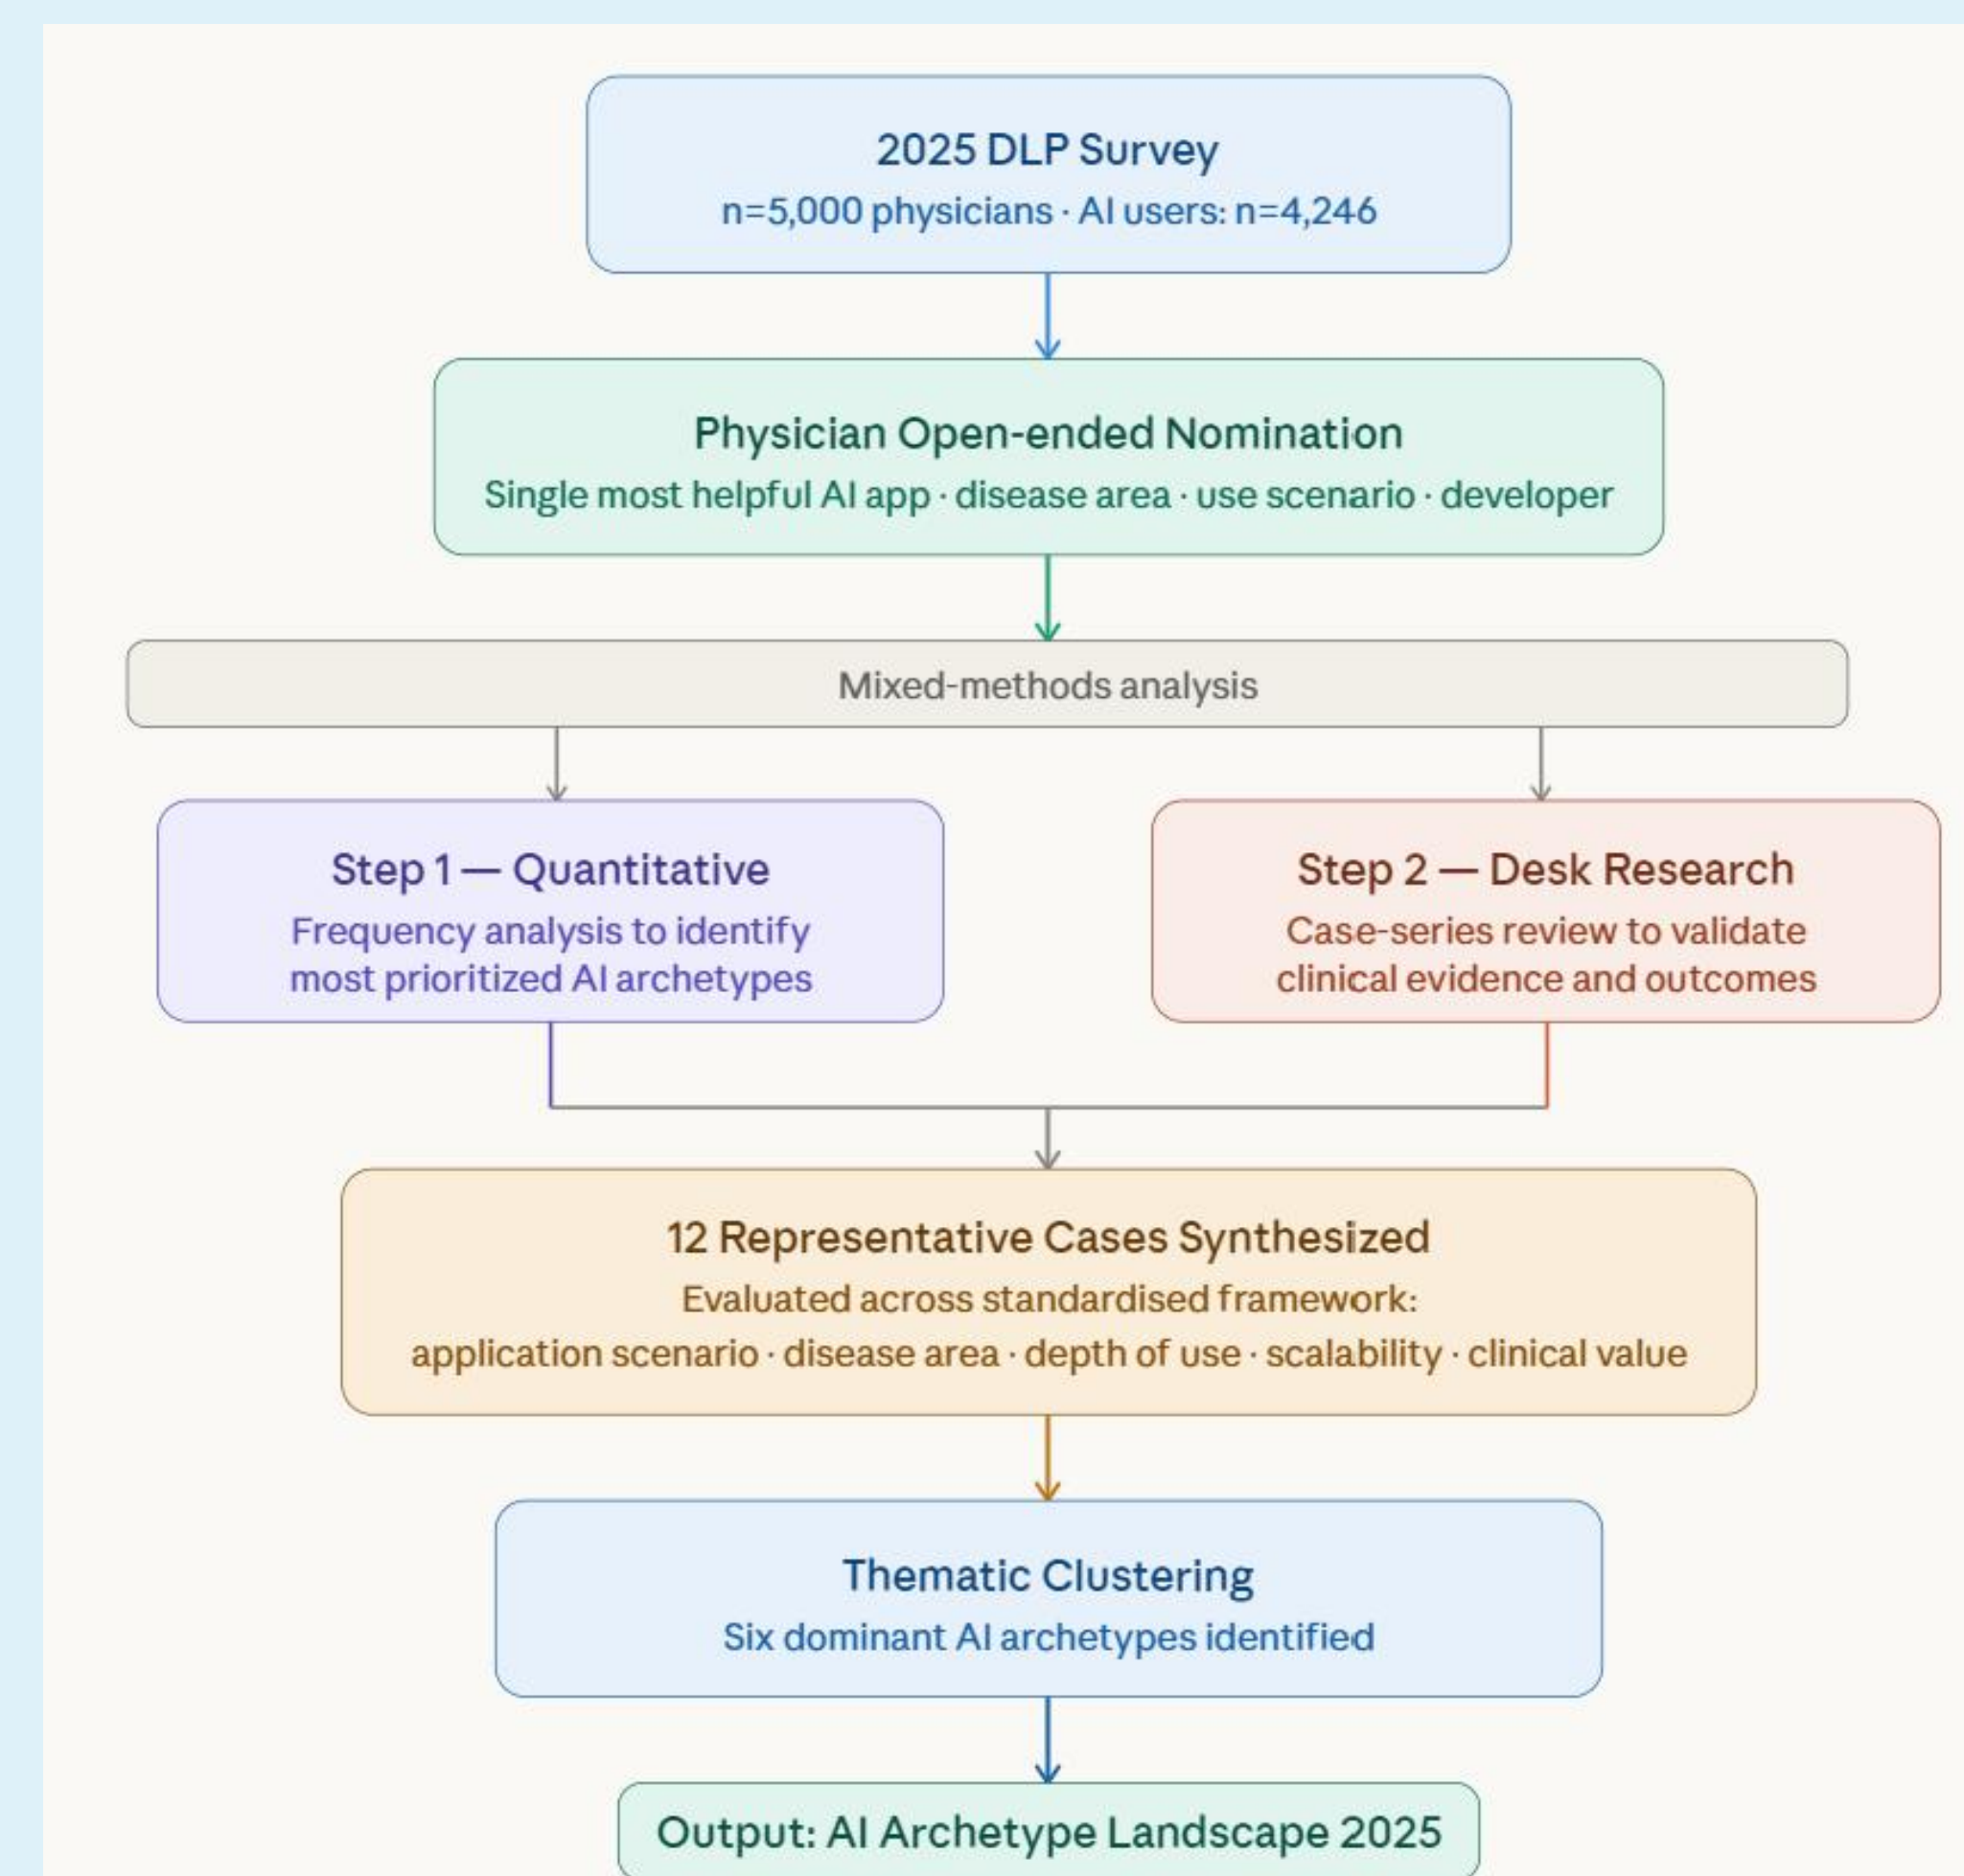 2025 DLP Survey
n=5,000 physicians · AI users: n=4,246
Physician Open-ended Nomination
Single most helpful AI app · disease area · use scenario · developer
Mixed-methods analysis
Step 1 — Quantitative
Frequency analysis to identify
most prioritized AI archetypes
Step 2 — Desk Research
Case-series review to validate
clinical evidence and outcomes
12 Representative Cases Synthesized
Evaluated across standardised framework:
application scenario · disease area · depth of use · scalability · clinical value
Thematic Clustering
Six dominant AI archetypes identified
Output: AI Archetype Landscape 2025